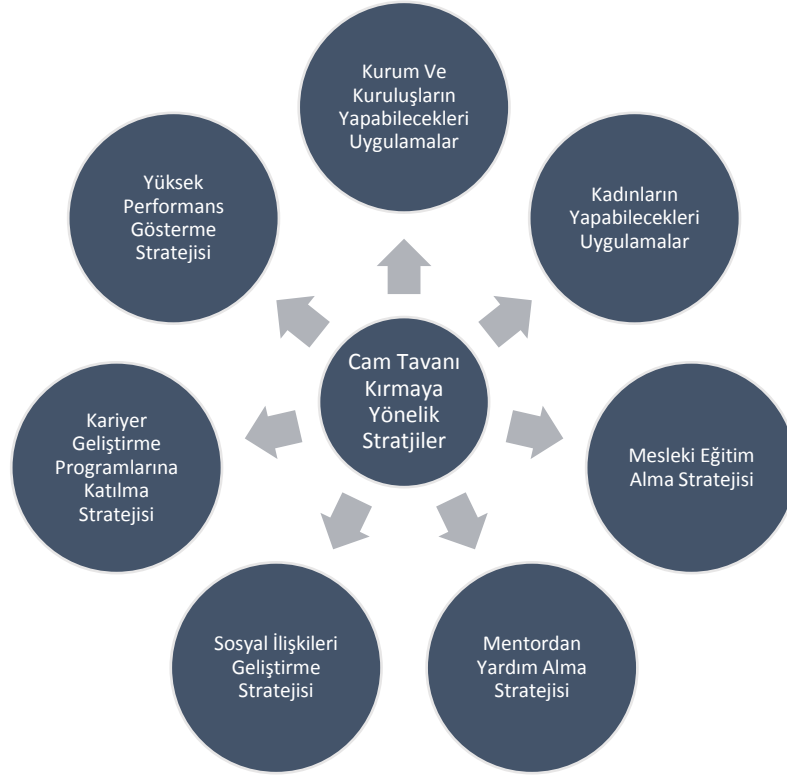 Kurum Ve
Kuruluşların
Yapabilecekleri
Uygulamalar
Kadınların
Yapabilecekleri
Uygulamalar
Mesleki Eğitim
Alma Stratejisi
Mentordan
Yardım Alma
Stratejisi
Sosyal İlişkileri
Geliştirme
Stratejisi
Kariyer
Geliştirme
Programlarına
Katılma
Stratejisi
Yüksek
Performans
Gösterme
Stratejisi
Cam Tavanı
Kırmaya
Yönelik
Stratjiler